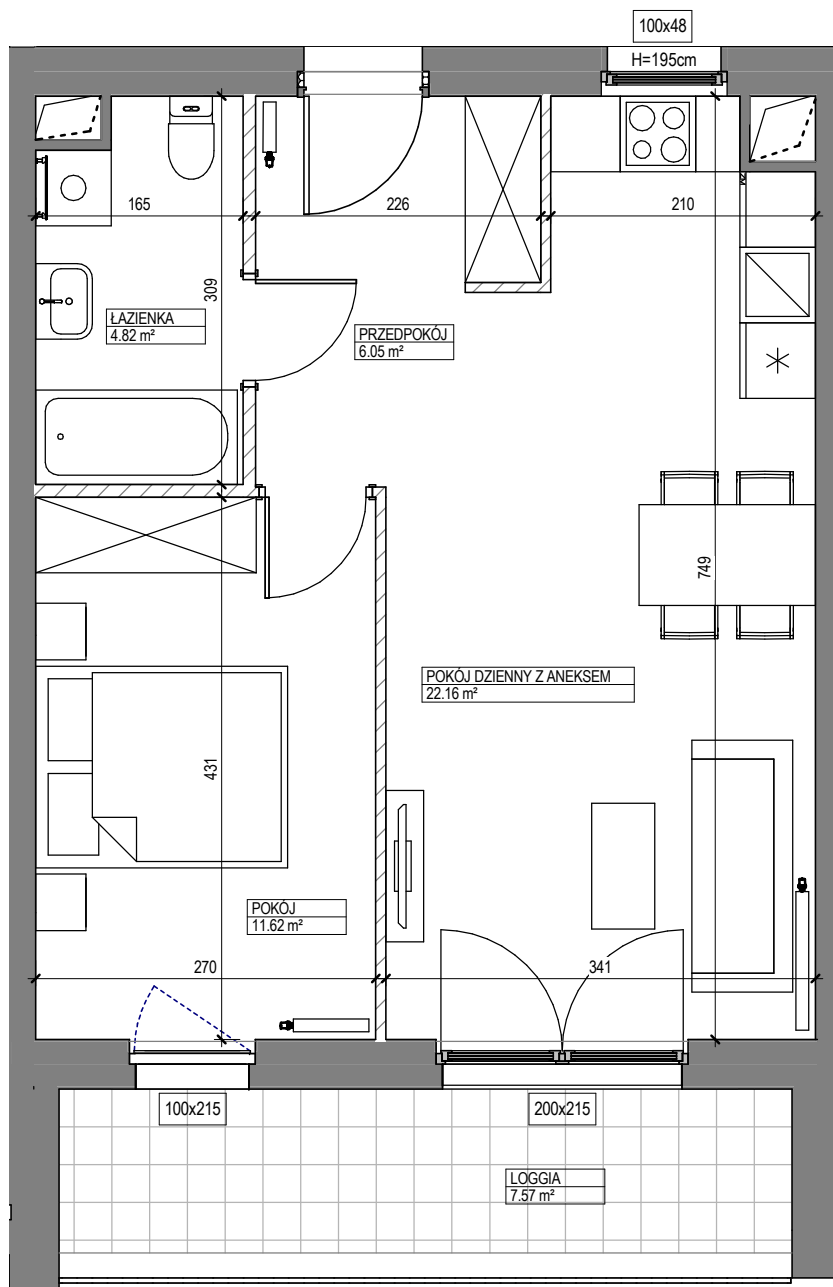 100x48
H=195cm
165
226
210
309
ŁAZIENKA
4.82 m²
PRZEDPOKÓJ
6.05 m²
749
POKÓJ DZIENNY Z ANEKSEM
22.16 m²
431
POKÓJ
11.62 m²
270
341
100x215
200x215
LOGGIA
7.57 m²